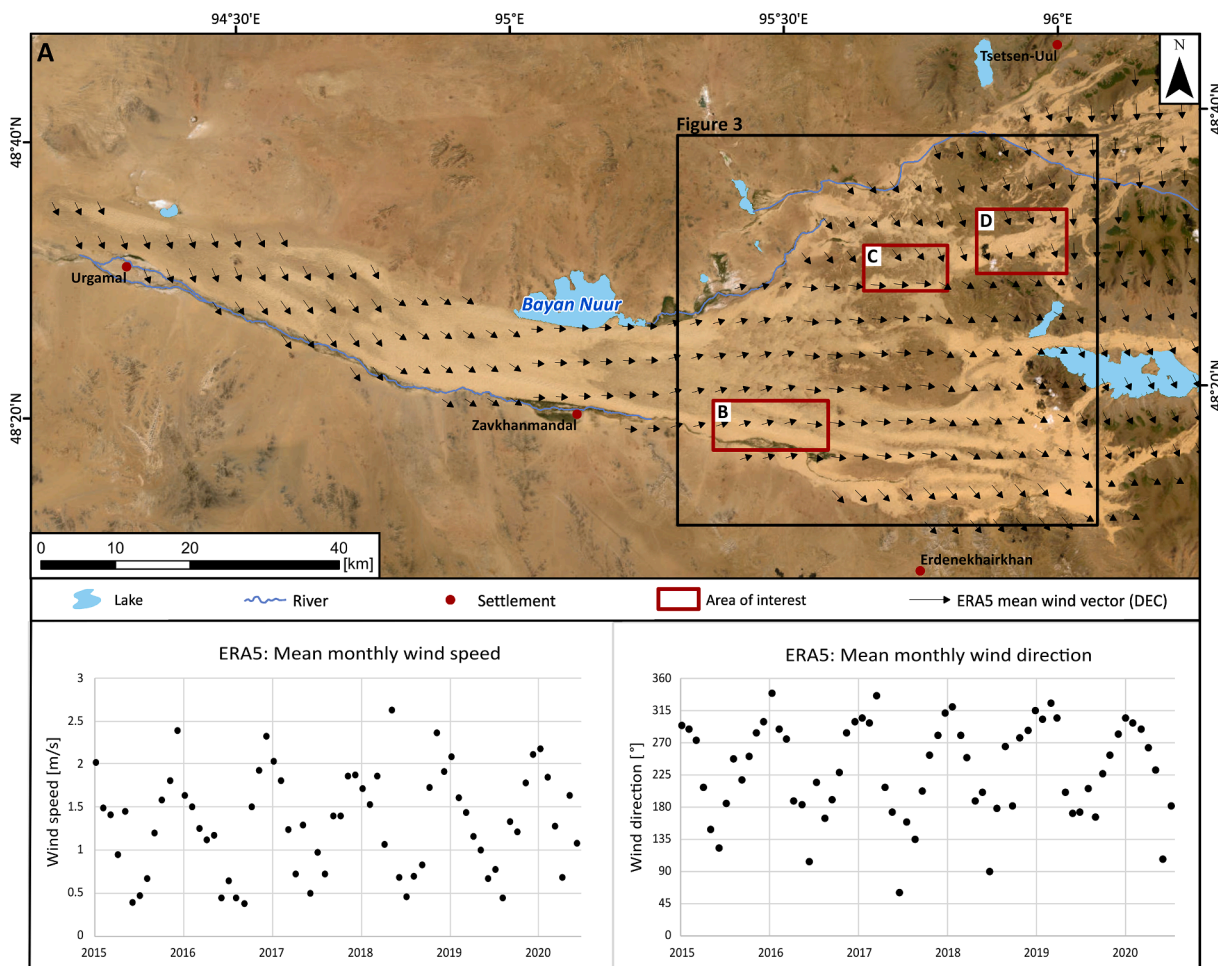 94°30'E 95°E 95°30'E 96°E
A
N
Tsetsen-Uul
48°40'N
48°40'N
Figure 3
D
C
Urgamal
Bayan Nuur
B
Zavkhanmandal
48°20'N
48°20'N
Erdenekhairkhan
0 10 20 40
[km]
Lake River Settlement Area of interest ERA5 mean wind vector (DEC)
ERA5: Mean monthly wind speed
Wind speed [m/s]
3
2.5
2
1.5
1
0.5
0
2015 2016 2017 2018 2019 2020
ERA5: Mean monthly wind direction
Wind direction [°]
360
315
270
225
180
135
90
45
0
2015 2016 2017 2018 2019 2020